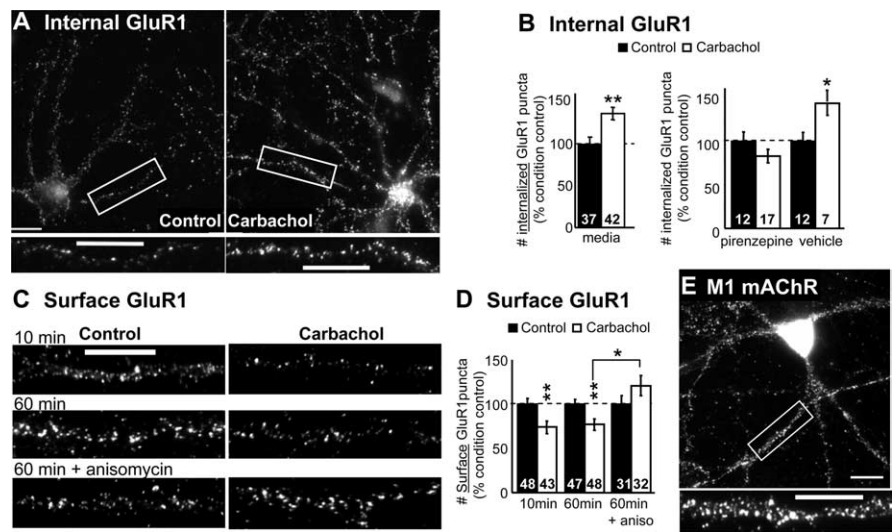 A Internal GluR1
Control Carbachol
B Internal GluR1
Control Carbachol
# internalized GluR1 puncta
(% condition control)
150
100
50
0
** 
37 42
media
# internalized GluR1 puncta
(% condition control)
200
150
100
50
0
*
12 17 12 7
pirenzepine vehicle
C Surface GluR1
Control Carbachol
10 min
60 min
60 min + anisomycin
D Surface GluR1
Control Carbachol
# Surface GluR1puncta
(% condition control)
150
100
50
0
** ** *
48 43 47 48 31 32
10min 60min 60min
+ aniso
E M1 mAChR